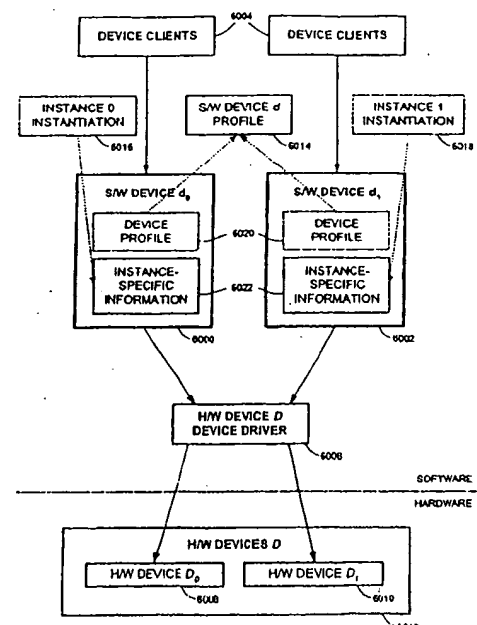 6004
DEVICE CLIENTS
DEVICE CLIENTS
INSTANCE 0
INSTANTIATION
6016
S/W DEVICE d
PROFILE
6014
INSTANCE 1
INSTANTIATION
6018
S/W DEVICE d0
DEVICE
PROFILE
INSTANCE-
SPECIFIC
INFORMATION
6000
6020
6022
S/W DEVICE d1
DEVICE
PROFILE
INSTANCE-
SPECIFIC
INFORMATION
6002
H/W DEVICE D
DEVICE DRIVER
6006
SOFTWARE
HARDWARE
H/W DEVICES D
H/W DEVICE D0
6008
H/W DEVICE D1
6010